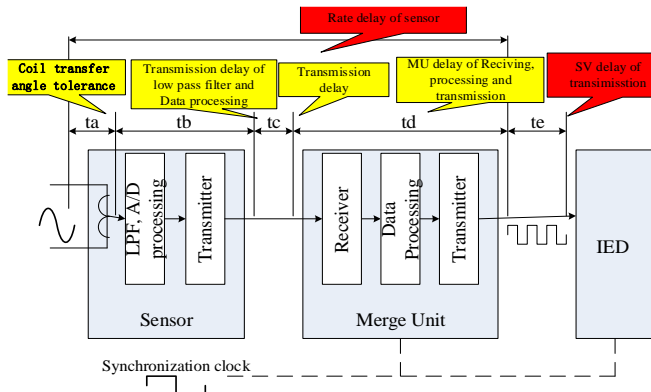 Rate delay of sensor
Coil transfer
angle tolerance
Transmission delay of
low pass filter and
Data processing
Transmission
delay
MU delay of Reciving,
processing and
transmission
SV delay of
transimisstion
ta
tb
tc
td
te
LPF, A/D
processing
Transmitter
Receiver
Data
Processing
Transmitter
IED
Sensor
Merge Unit
Synchronization clock